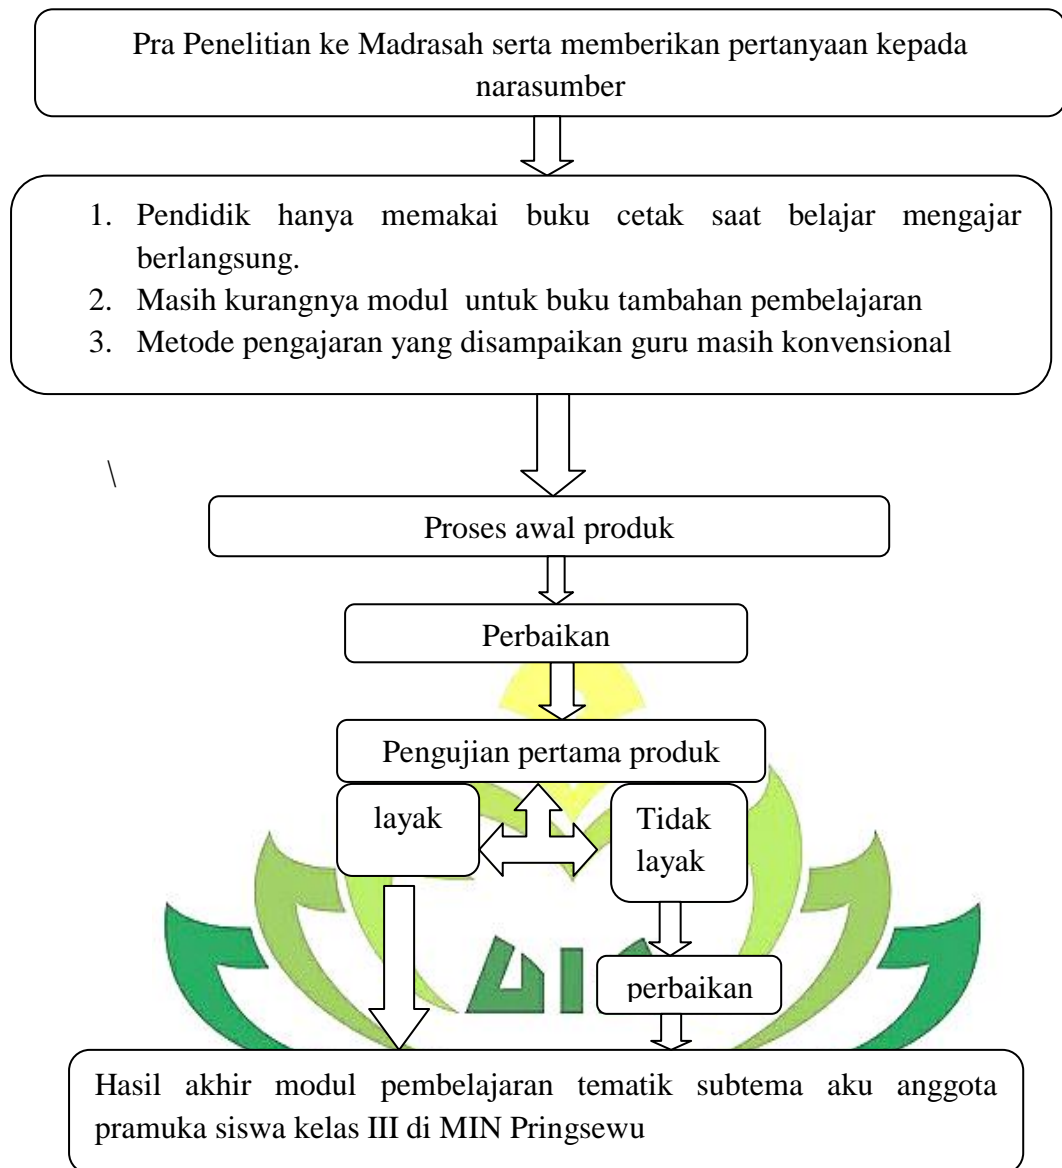 Pra Penelitian ke Madrasah serta memberikan pertanyaan kepada
narasumber
1. Pendidik hanya memakai buku cetak saat belajar mengajar
berlangsung.
2. Masih kurangnya modul untuk buku tambahan pembelajaran
3. Metode pengajaran yang disampaikan guru masih konvensional
\
Proses awal produk
Perbaikan
Pengujian pertama produk
layak
Tidak
layak
perbaikan
Hasil akhir modul pembelajaran tematik subtema aku anggota
pramuka siswa kelas III di MIN Pringsewu